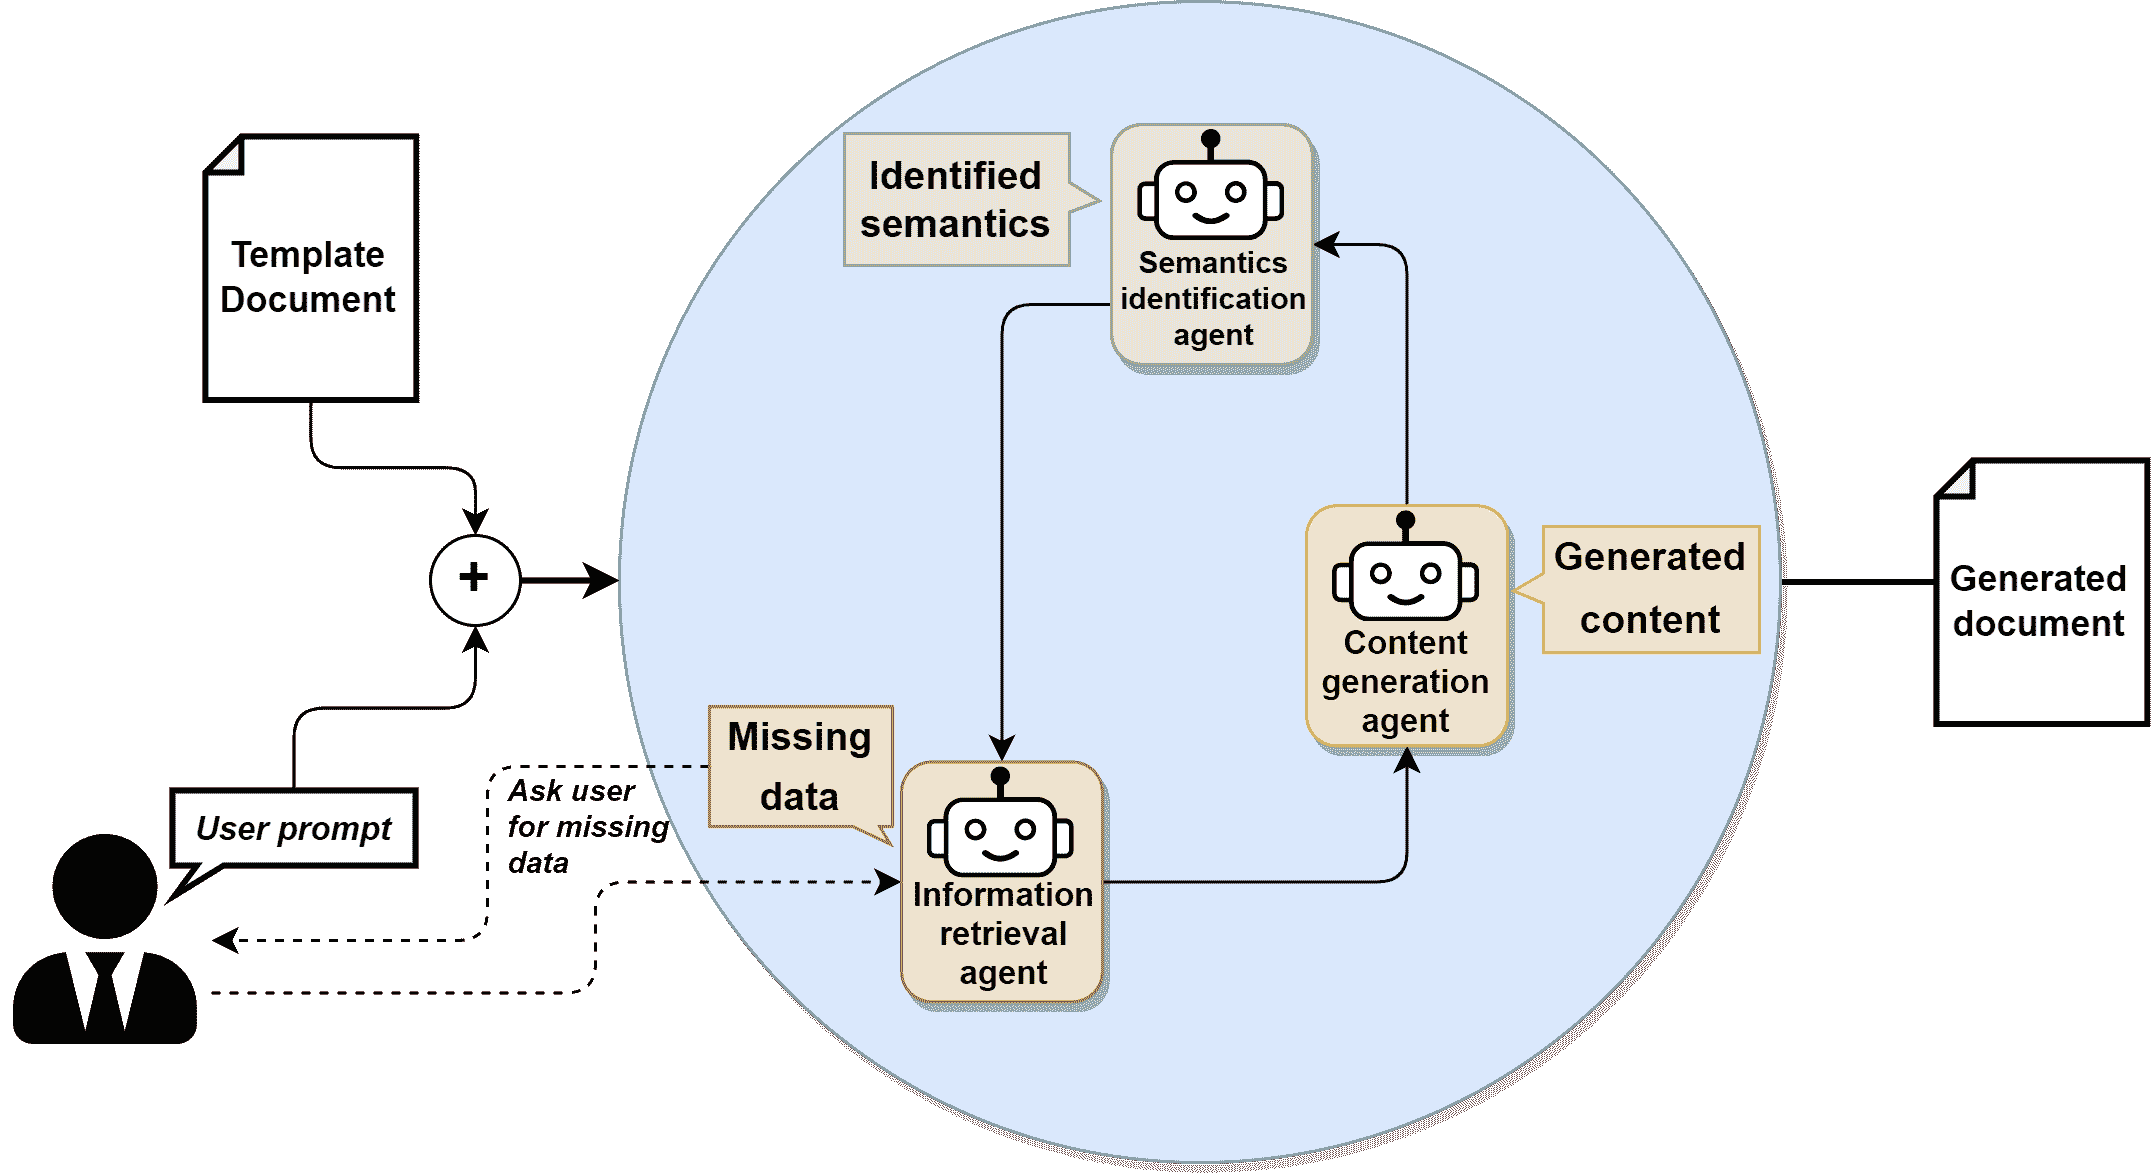 Template
Document
+
User prompt
Ask user
for missing
data
Identified
semantics
Semantics
identification
agent
Missing
data
Information
retrieval
agent
Content
generation
agent
Generated
content
Generated
document